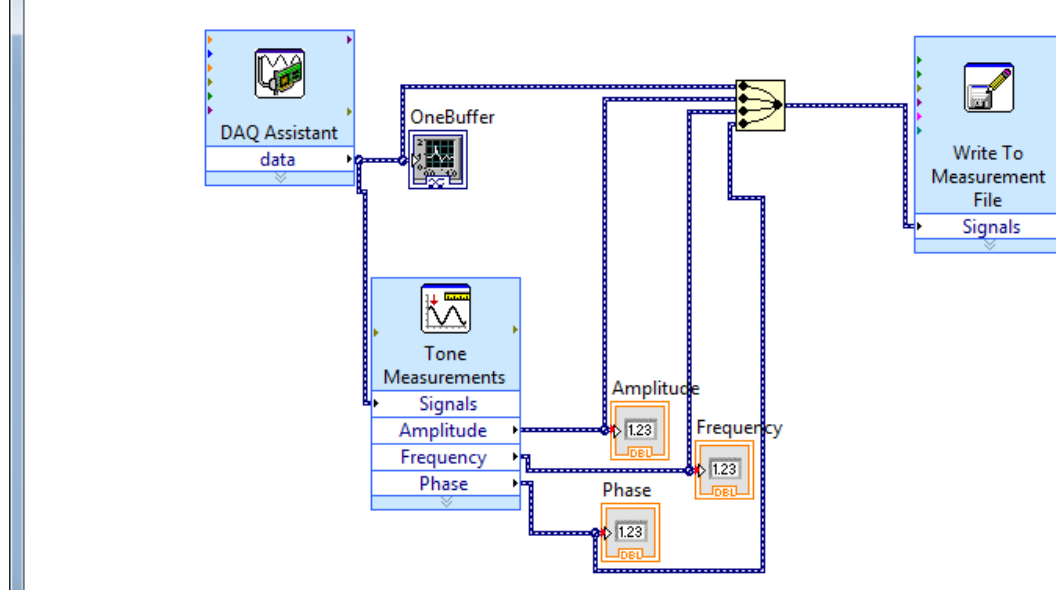 DAQ Assistant
data
OneBuffer
Write To
Measurement
File
Signals
Tone
Measurements
Signals
Amplitude
Frequency
Phase
Amplitude
1.23
DBL
Frequency
1.23
DBL
Phase
1.23
DBL